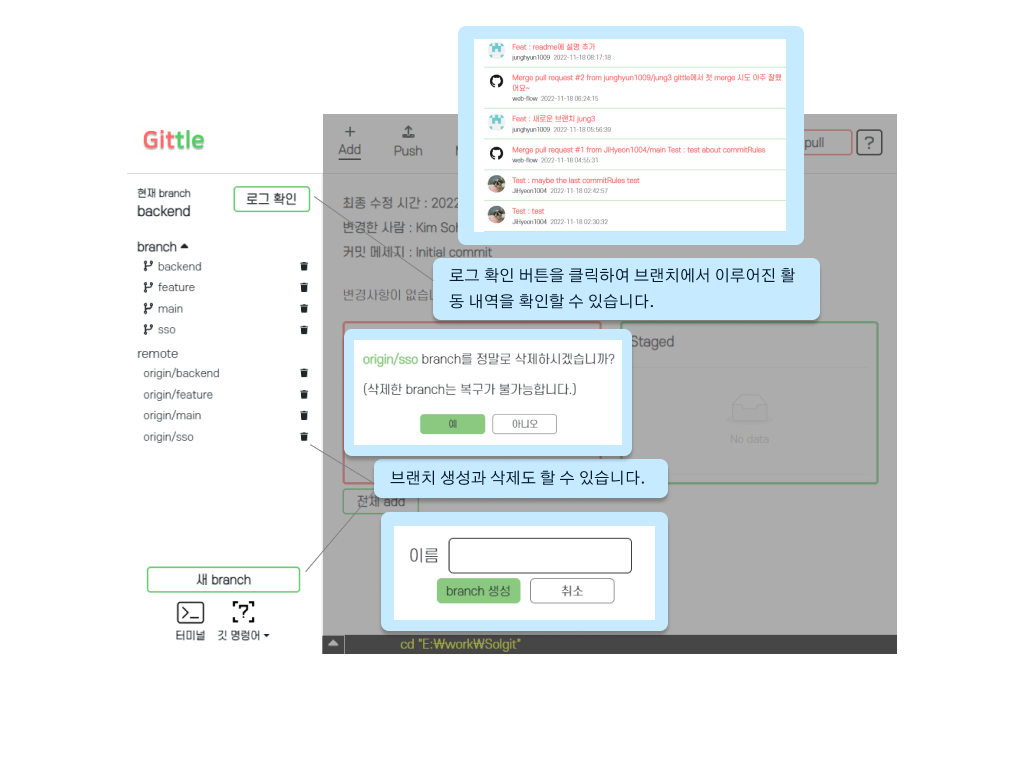 Feat : readme에 설명 추가
junghyun1009 2022-11-18 08:17:18
Merge pull request #2 from junghyun1009/jung3 gittle에서 첫 merge 시도 아주 잘됐
어요~
web-flow 2022-11-18 06:24:15
Feat : 새로운 브랜치 jung3
junghyun1009 2022-11-18 05:56:39
Merge pull request #1 from JiHyeon1004/main Test : test about commitRules
web-flow 2022-11-18 04:55:31
Test : maybe the last commitRules test
JiHyeon1004 2022-11-18 02:42:57
Test : test
JiHyeon1004 2022-11-18 02:30:32
Gittle
Add
Push
pull
?
현재 branch
backend
로그 확인
최종 수정 시간 : 2022
변경한 사람 : Kim So
커밋 메세지 : Initial commit
로그 확인 버튼을 클릭하여 브랜치에서 이루어진 활
동 내역을 확인할 수 있습니다.
변경사항이 없습
branch
backend
feature
main
sso
remote
origin/backend
origin/feature
origin/main
origin/sso
Staged
No data
origin/sso branch를 정말로 삭제하시겠습니까?
(삭제한 branch는 복구가 불가능합니다.)
예
아니오
브랜치 생성과 삭제도 할 수 있습니다.
전체 add
이름
branch 생성
취소
새 branch
터미널
깃 명령어
cd "E:₩work₩Solgit"